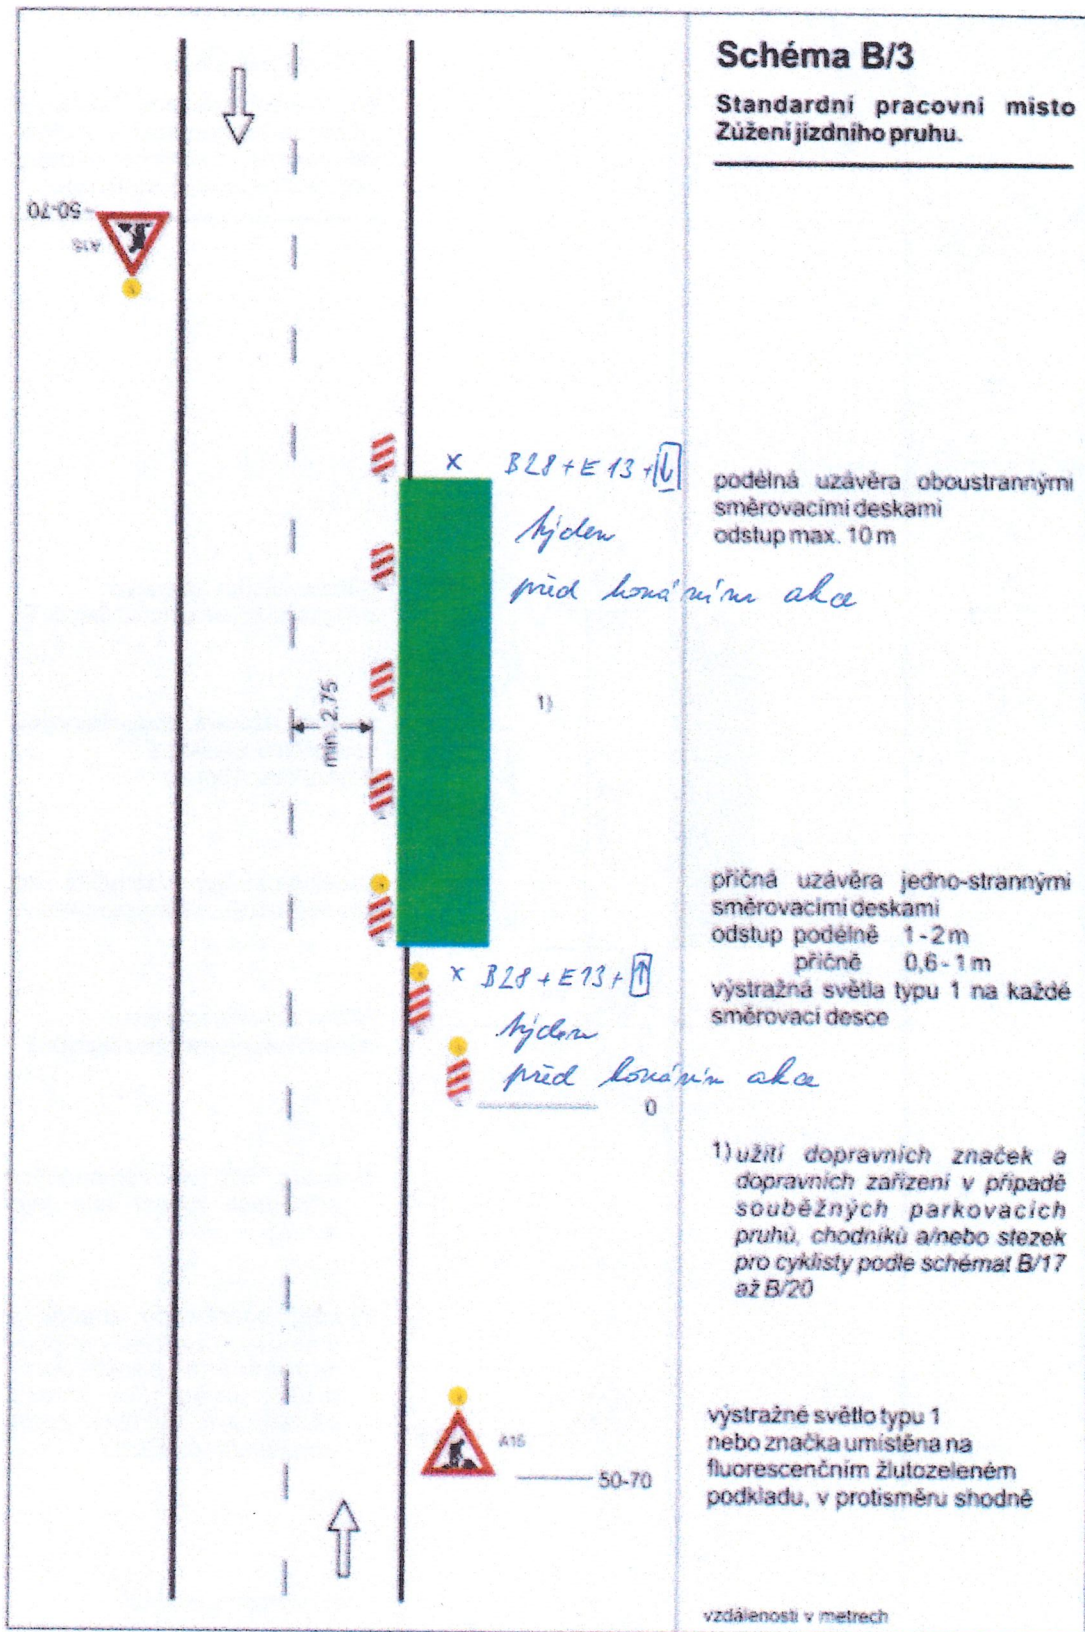 Schéma B/3
Standardní pracovní místo
Zúžení jízdního pruhu.
50-70
A15
x B28 + E13 + ↓
týden
před konáním akce
podélná uzávěra oboustrannými
směrovacími deskami
odstup max. 10 m
min. 2,75
1)
příčná uzávěra jedno-strannými
směrovacími deskami
odstup podélně 1 - 2 m
příčně 0,6 - 1 m
výstražná světla typu 1 na každé
směrovací desce
x B28 + E13 + ↑
týden
před konáním akce
0
1) užití dopravních značek a
dopravních zařízení v případě
souběžných parkovacích
pruhů, chodníků a/nebo stezek
pro cyklisty podle schémat B/17
až B/20
A15
50-70
výstražné světlo typu 1
nebo značka umístěna na
fluorescenčním žlutozeleném
podkladu, v protisměru shodně
vzdálenosti v metrech